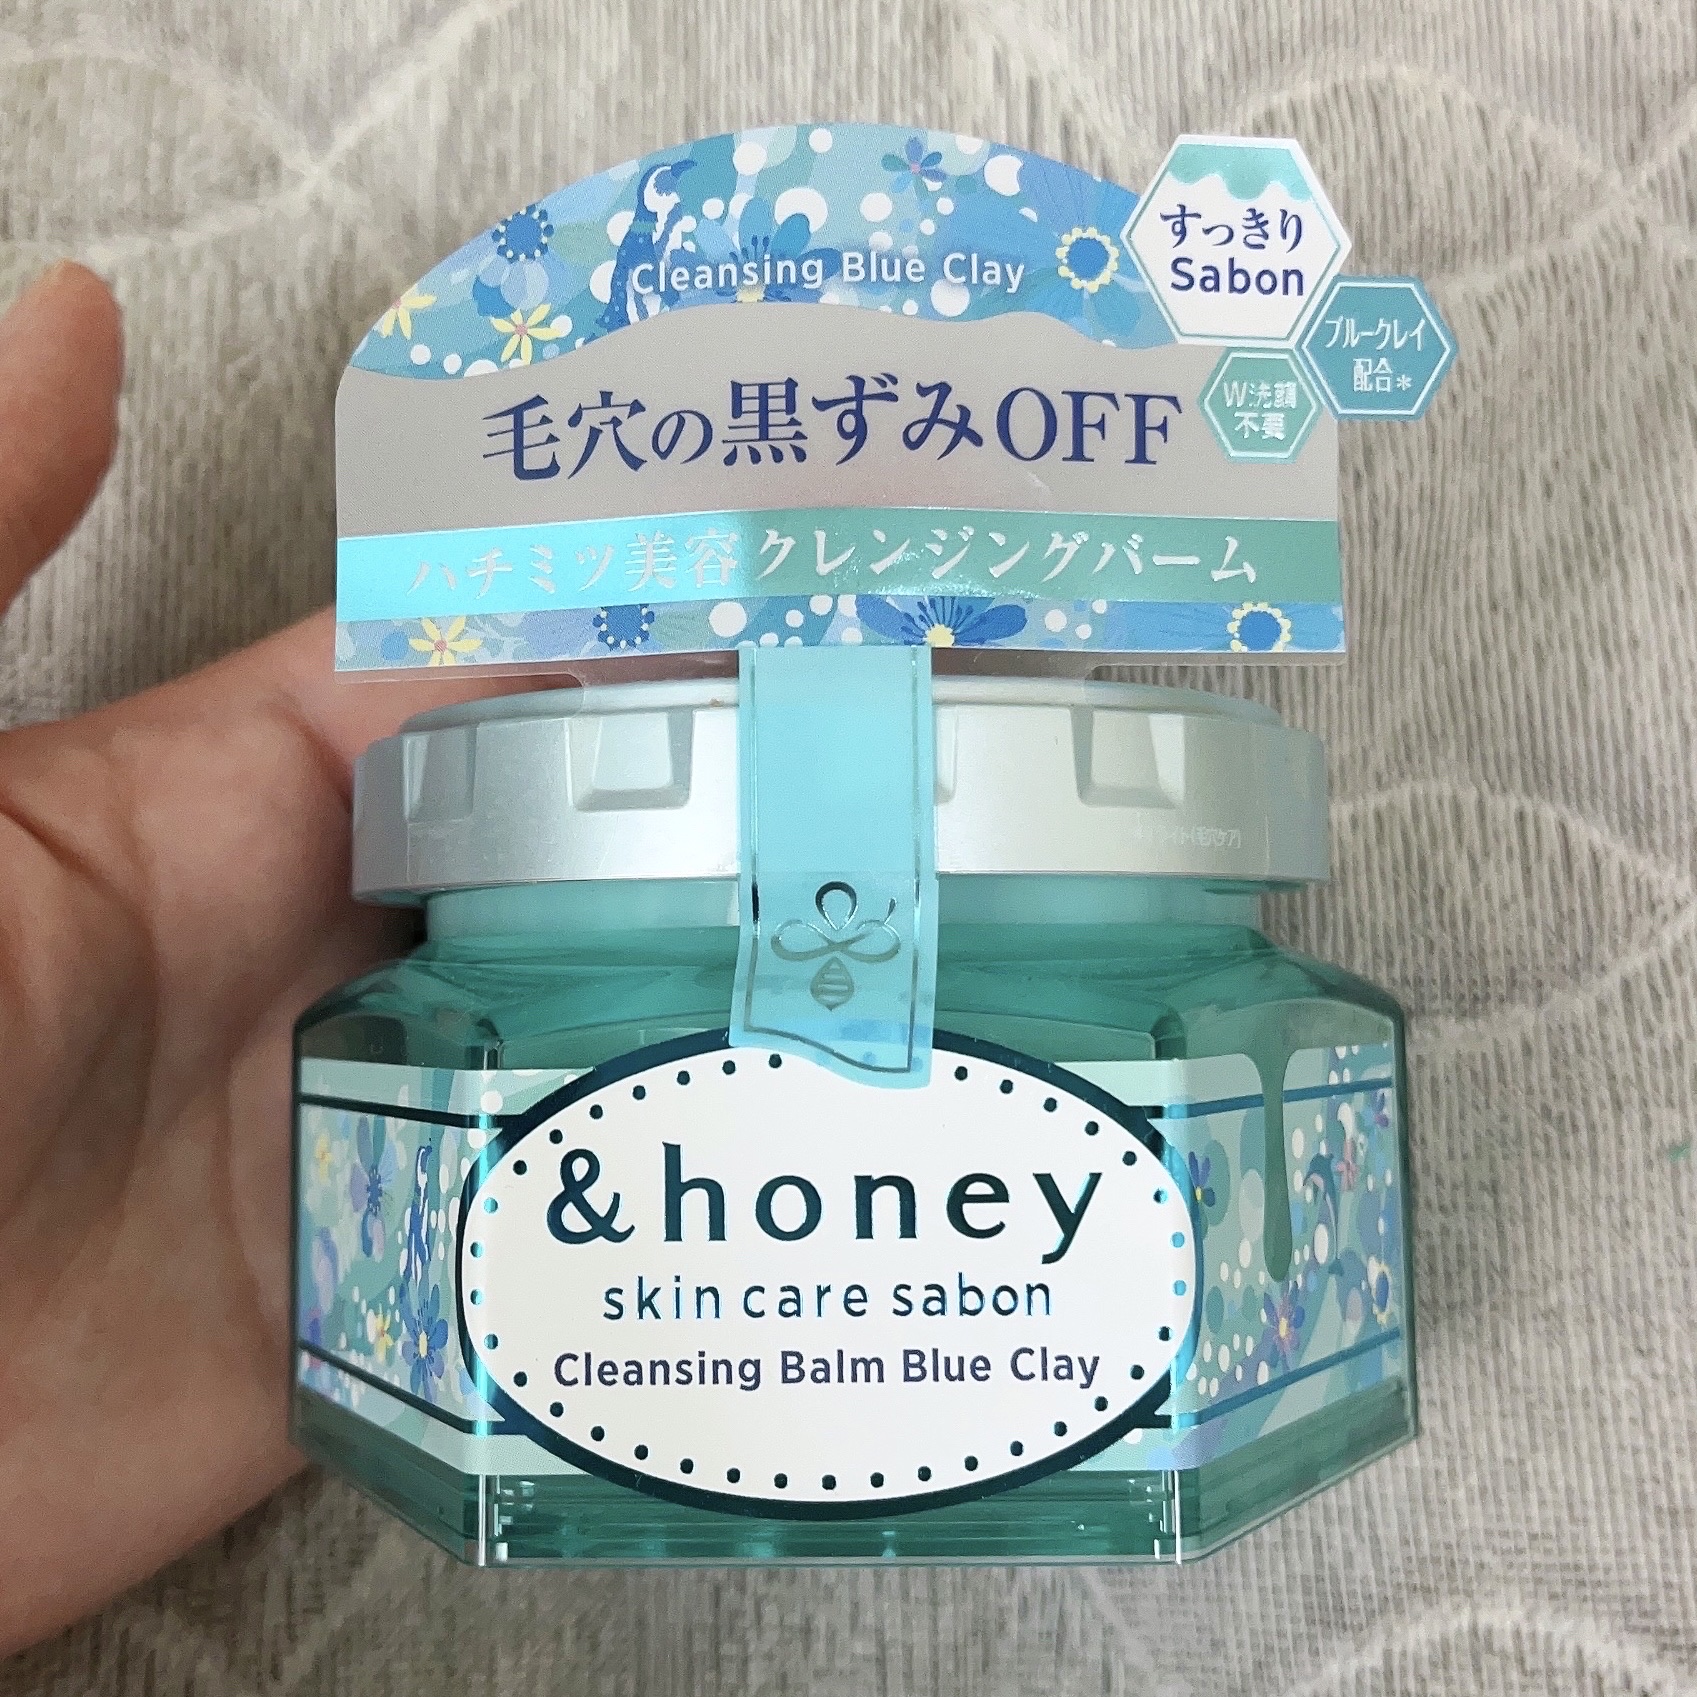 Cleansing Blue Clay
すっきり
Sabon
ブルークレイ
配合*
W洗顔
不要
毛穴の黒ずみOFF
ハチミツ美容クレンジングバーム
&honey
skin care sabon
Cleansing Balm Blue Clay